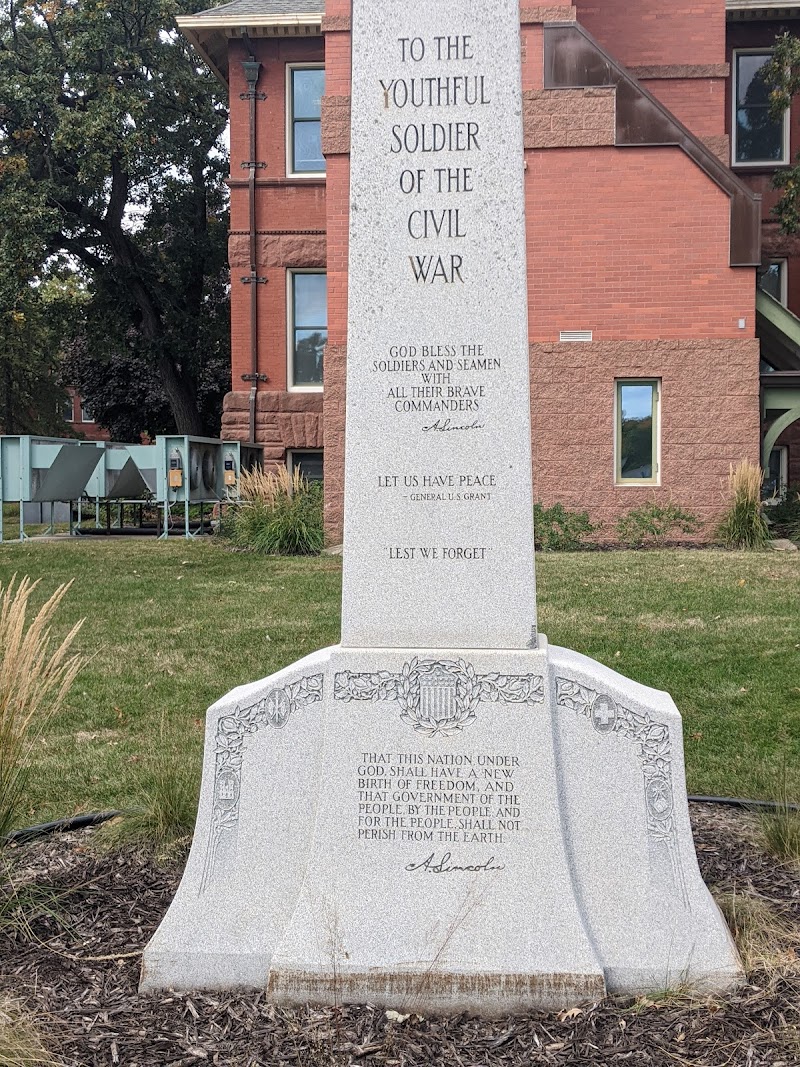 TO THE
YOUTHFUL
SOLDIER
OF THE
CIVIL
WAR
GOD BLESS THE
SOLDIERS AND SEAMEN
WITH
ALL THEIR BRAVE
COMMANDERS
A. Lincoln
LET US HAVE PEACE
- GENERAL U.S. GRANT
"LEST WE FORGET"
THAT THIS NATION, UNDER
GOD, SHALL HAVE A NEW
BIRTH OF FREEDOM, AND
THAT GOVERNMENT OF THE
PEOPLE, BY THE PEOPLE, AND
FOR THE PEOPLE, SHALL NOT
PERISH FROM THE EARTH.
A. Lincoln